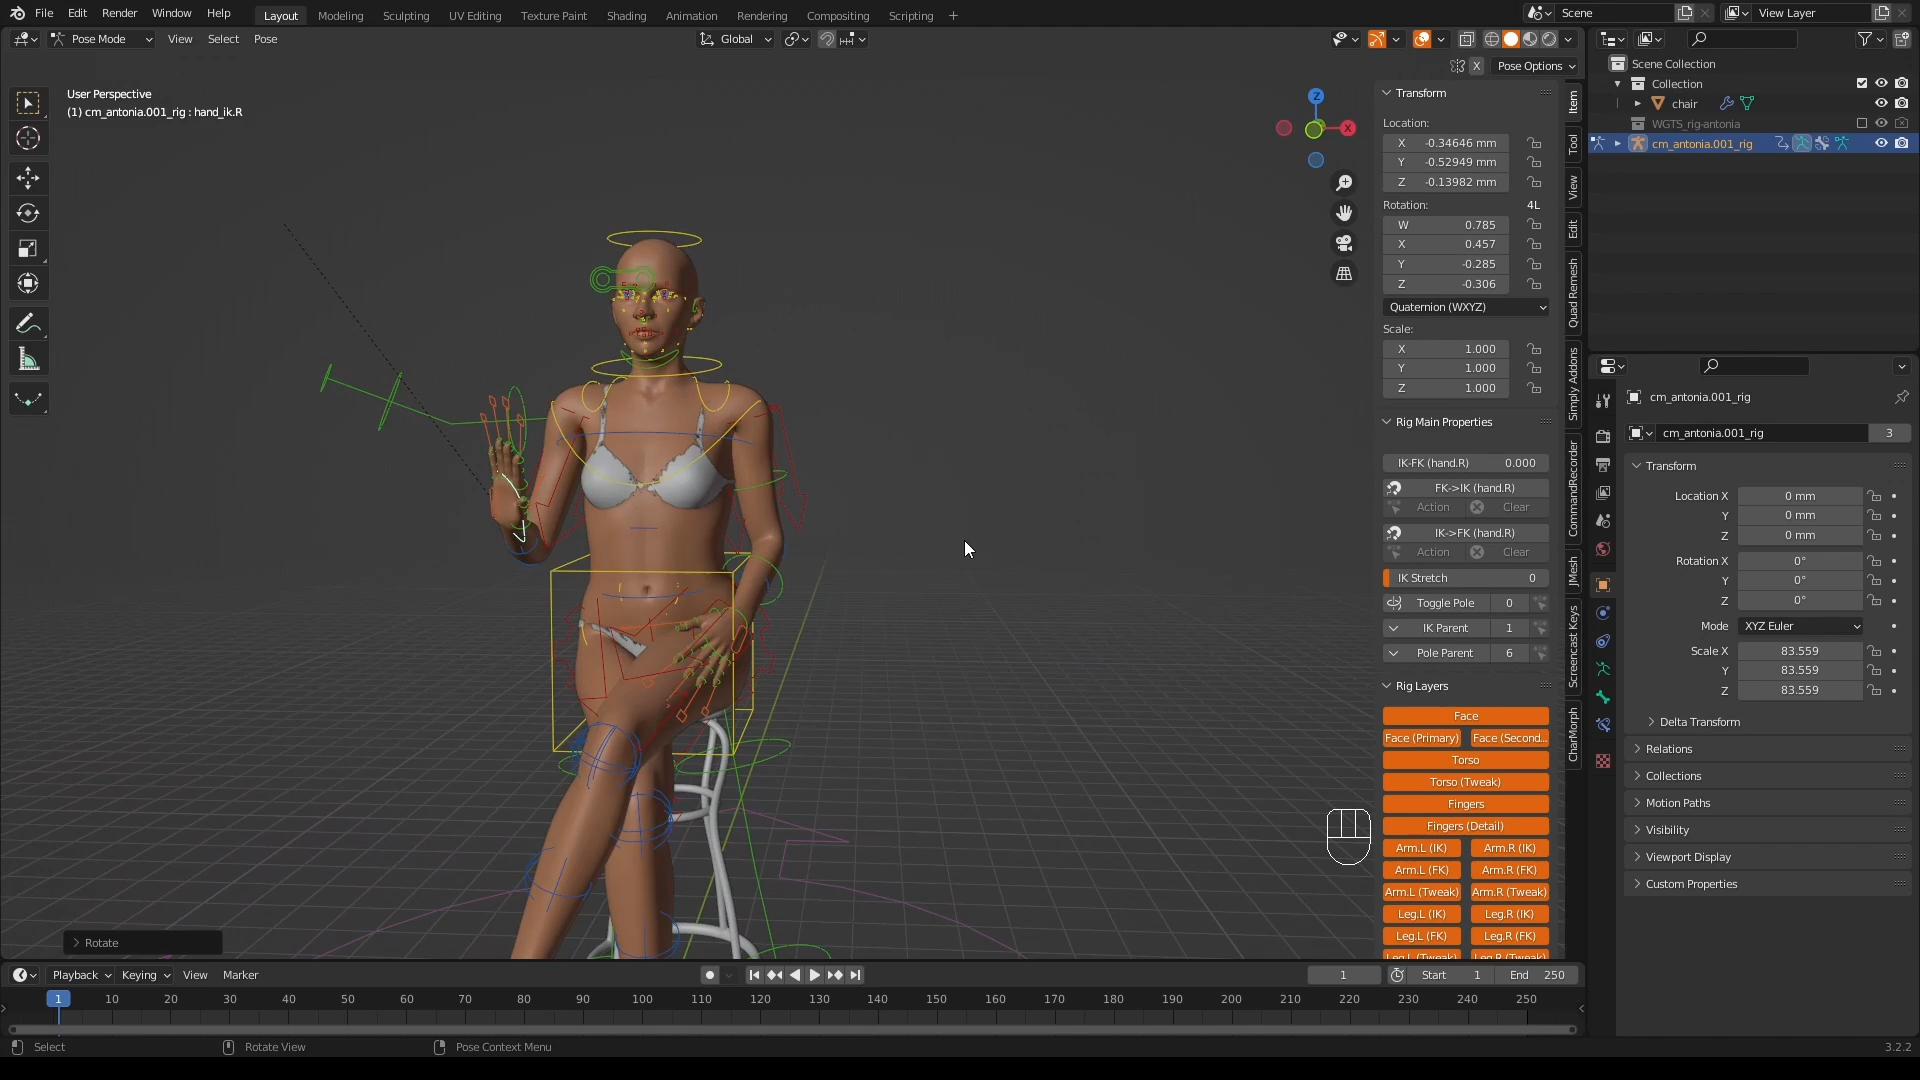 File Edit Render Window Help Layout Modeling Sculpting UV Editing Texture Paint Shading Animation Rendering Compositing Scripting + Scene View Layer
Pose Mode View Select Pose Global
X Pose Options
User Perspective
(1) cm_antonia.001_rig : hand_ik.R
Z
X
Transform
Location:
X -0.34646 mm
Y -0.52949 mm
Z -0.13982 mm
Rotation: 4L
W 0.785
X 0.457
Y -0.285
Z -0.306
Quaternion (WXYZ)
Scale:
X 1.000
Y 1.000
Z 1.000
Rig Main Properties
IK-FK (hand.R) 0.000
FK->IK (hand.R)
Action Clear
IK->FK (hand.R)
Action Clear
IK Stretch 0
Toggle Pole 0
IK Parent 1
Pole Parent 6
Rig Layers
Face
Face (Primary) Face (Second...
Torso
Torso (Tweak)
Fingers
Fingers (Detail)
Arm.L (IK) Arm.R (IK)
Arm.L (FK) Arm.R (FK)
Arm.L (Tweak) Arm.R (Tweak)
Leg.L (IK) Leg.R (IK)
Leg.L (FK) Leg.R (FK)
Item
Tool
View
Edit
Quad Remesh
Simply Addons
CommandRecorder
JMesh
Screencast Keys
CharMorph
Scene Collection
Collection
chair
WGTS_rig-antonia
cm_antonia.001_rig
cm_antonia.001_rig
cm_antonia.001_rig 3
Transform
Location X 0 mm
Y 0 mm
Z 0 mm
Rotation X 0°
Y 0°
Z 0°
Mode XYZ Euler
Scale X 83.559
Y 83.559
Z 83.559
Delta Transform
Relations
Collections
Motion Paths
Visibility
Viewport Display
Custom Properties
Rotate
Playback Keying View Marker 1 Start 1 End 250
1 10 20 30 40 50 60 70 80 90 100 110 120 130 140 150 160 170 180 190 200 210 220 230 240 250
Select Rotate View Pose Context Menu 3.2.2